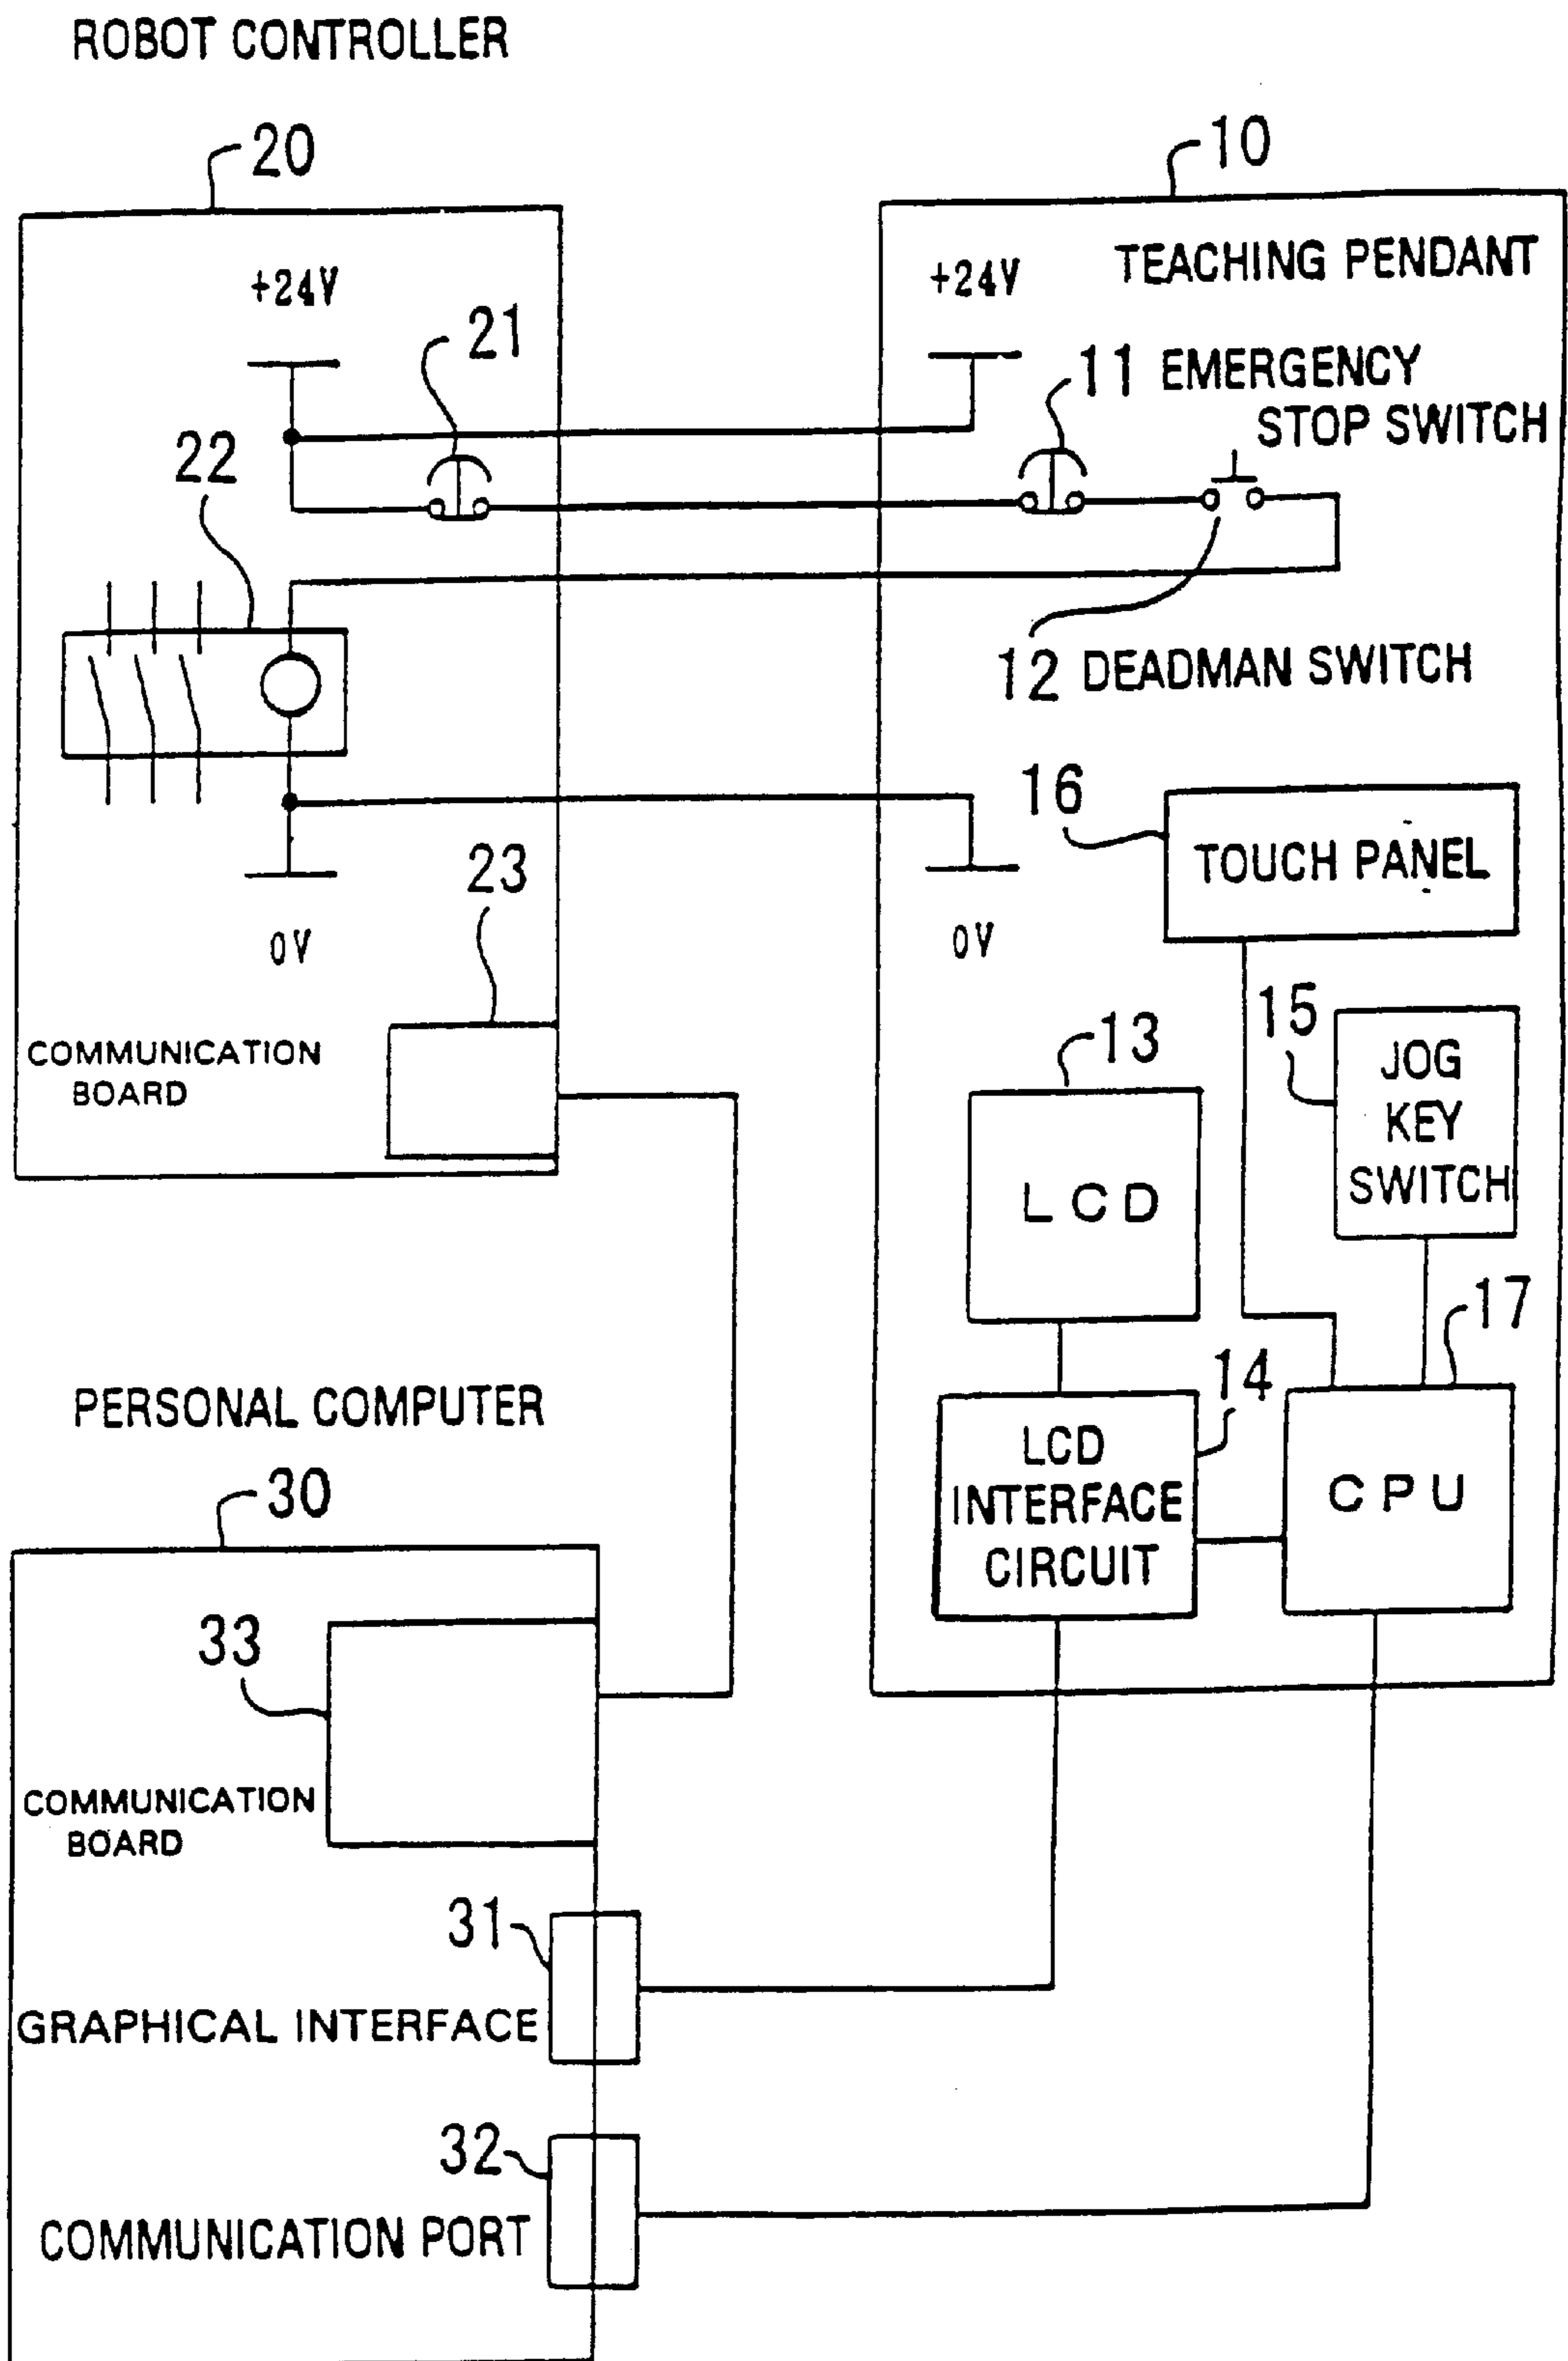 ROBOT CONTROLLER
20
+24V
21
22
0V
23
COMMUNICATION
BOARD
10
TEACHING PENDANT
+24V
11 EMERGENCY
STOP SWITCH
12 DEADMAN SWITCH
16
TOUCH PANEL
0V
15
JOG
KEY
SWITCH
13
LCD
17
14
LCD
INTERFACE
CIRCUIT
CPU
PERSONAL COMPUTER
30
33
COMMUNICATION
BOARD
31
GRAPHICAL INTERFACE
32
COMMUNICATION PORT